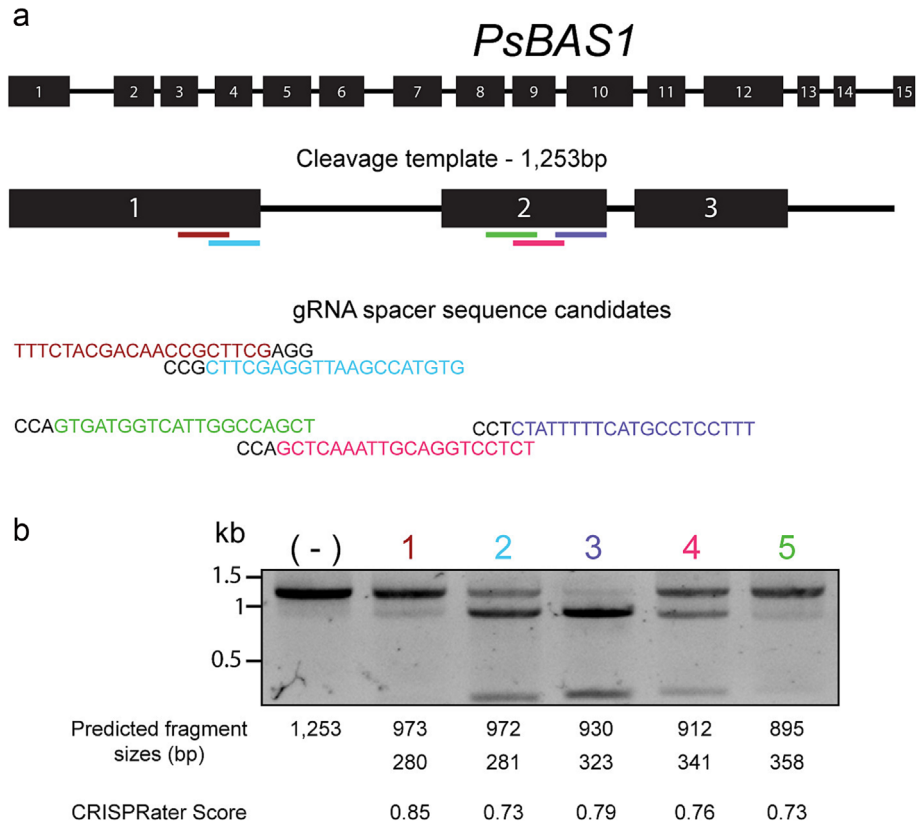 a
PsBAS1
1 2 3 4 5 6 7 8 9 10 11 12 13 14 15
Cleavage template - 1,253bp
1 2 3
gRNA spacer sequence candidates
TTTCTACGACAACCGCTTCGAGG
CCGCTTCGAGGTTAAGCCATGTG
CCAGTGATGGTCATTGGCCAGCT
CCTCTATTTTTCATGCCTCCTTT
CCAGCTCAAATTGCAGGTCCTCT
b
kb (-) 1 2 3 4 5
1.5
1
0.5
Predicted fragment sizes (bp) 1,253 973 972 930 912 895
280 281 323 341 358
CRISPRater Score 0.85 0.73 0.79 0.76 0.73